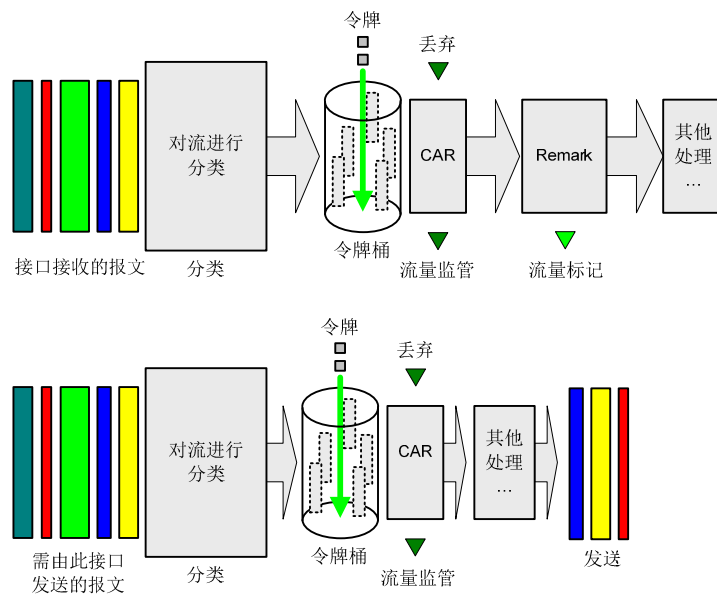 令牌
丢弃
对流进行
分类
CAR
Remark
其他
处理
...
令牌桶
接口接收的报文
分类
流量监管
流量标记
令牌
丢弃
对流进行
分类
CAR
其他
处理
...
令牌桶
需由此接口
发送的报文
分类
流量监管
发送